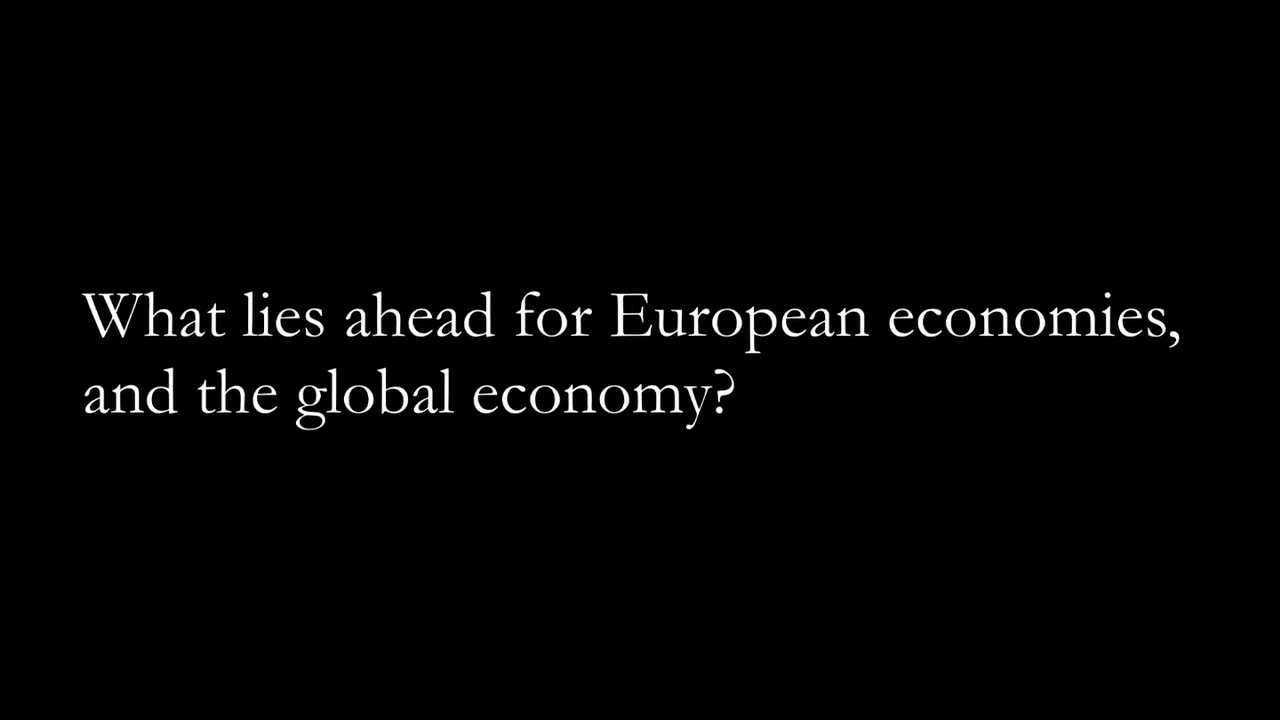 What lies ahead for European economies,
and the global economy?